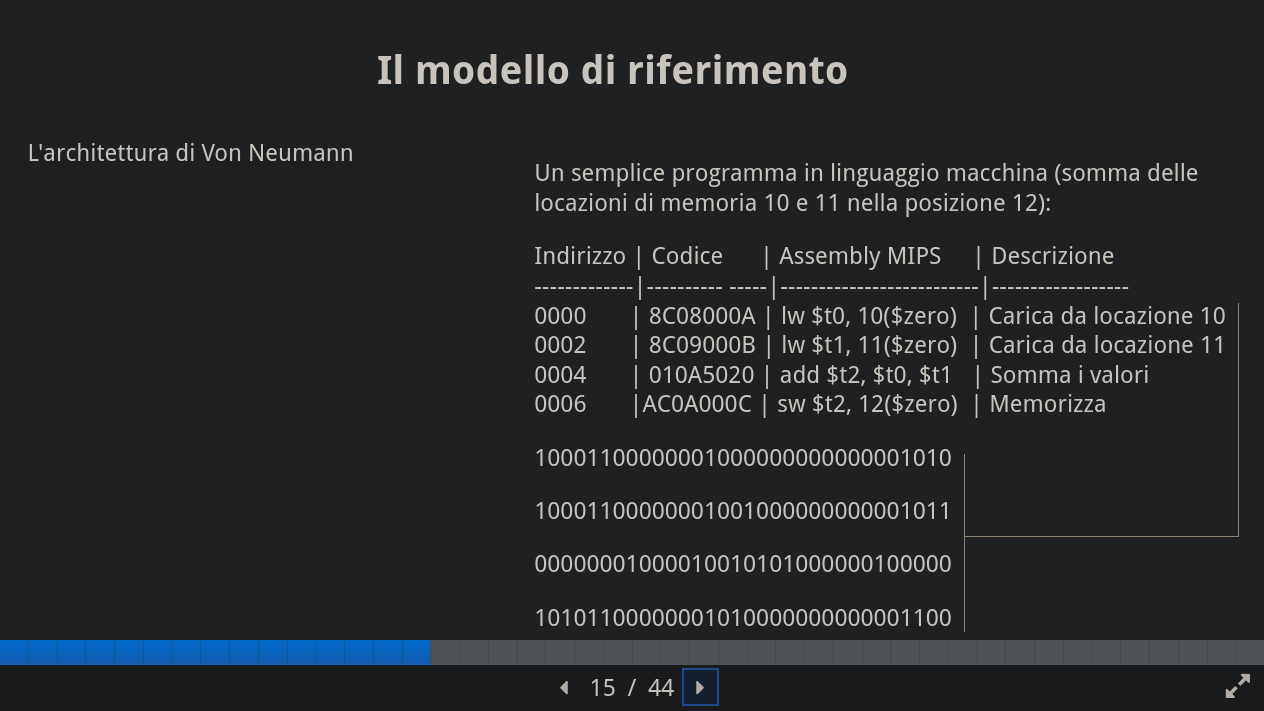 Il modello di riferimento
L'architettura di Von Neumann
Un semplice programma in linguaggio macchina (somma delle
locazioni di memoria 10 e 11 nella posizione 12):
Indirizzo | Codice | Assembly MIPS | Descrizione
-------------|---------- -----|--------------------------|------------------
0000 | 8C08000A | lw $t0, 10($zero) | Carica da locazione 10
0002 | 8C09000B | lw $t1, 11($zero) | Carica da locazione 11
0004 | 010A5020 | add $t2, $t0, $t1 | Somma i valori
0006 |AC0A000C | sw $t2, 12($zero) | Memorizza
10001100000001000000000000001010
10001100000001001000000000001011
00000001000010010101000000100000
10101100000001010000000000001100
15 / 44